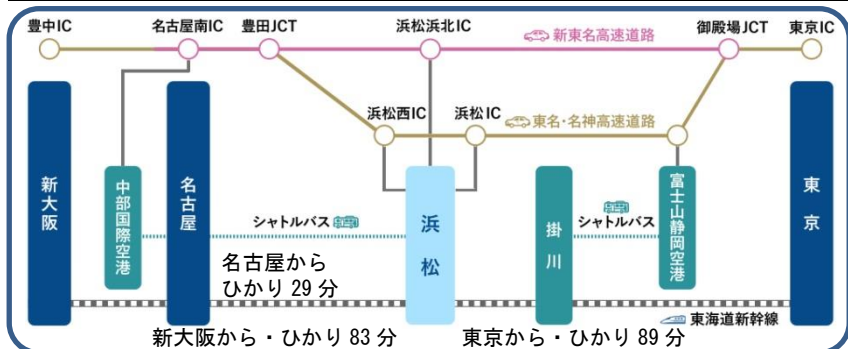 豊中IC 名古屋南IC 豊田JCT 浜松浜北IC 御殿場JCT 東京IC
新東名高速道路
浜松西IC 浜松IC
東名・名神高速道路
新大阪
中部国際空港
名古屋
浜松
掛川
富士山静岡空港
東京
シャトルバス
シャトルバス
名古屋から
ひかり 29 分
東海道新幹線
新大阪から・ひかり 83 分
東京から・ひかり 89 分